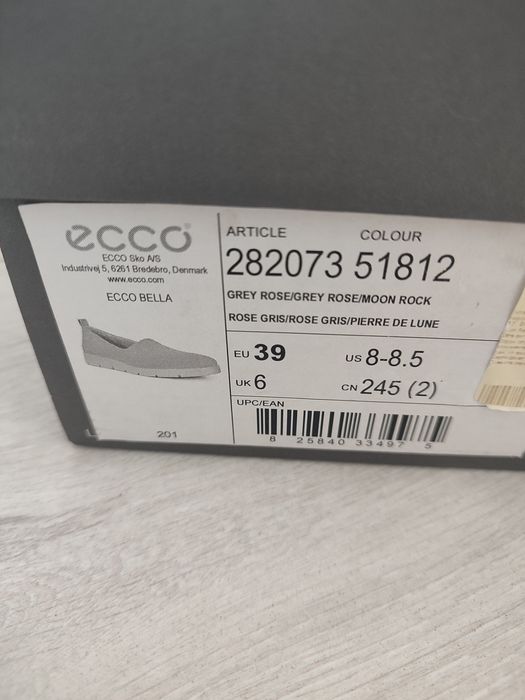 ecco
ECCO Sko A/S
Industrivej 5, 6261 Bredebro, Denmark
www.ecco.com
ECCO BELLA
201
ARTICLE COLOUR
282073 51812
GREY ROSE/GREY ROSE/MOON ROCK
ROSE GRIS/ROSE GRIS/PIERRE DE LUNE
EU 39 US 8-8.5
UK 6 CN 245 (2)
UPC/EAN
8 25840 33497 5